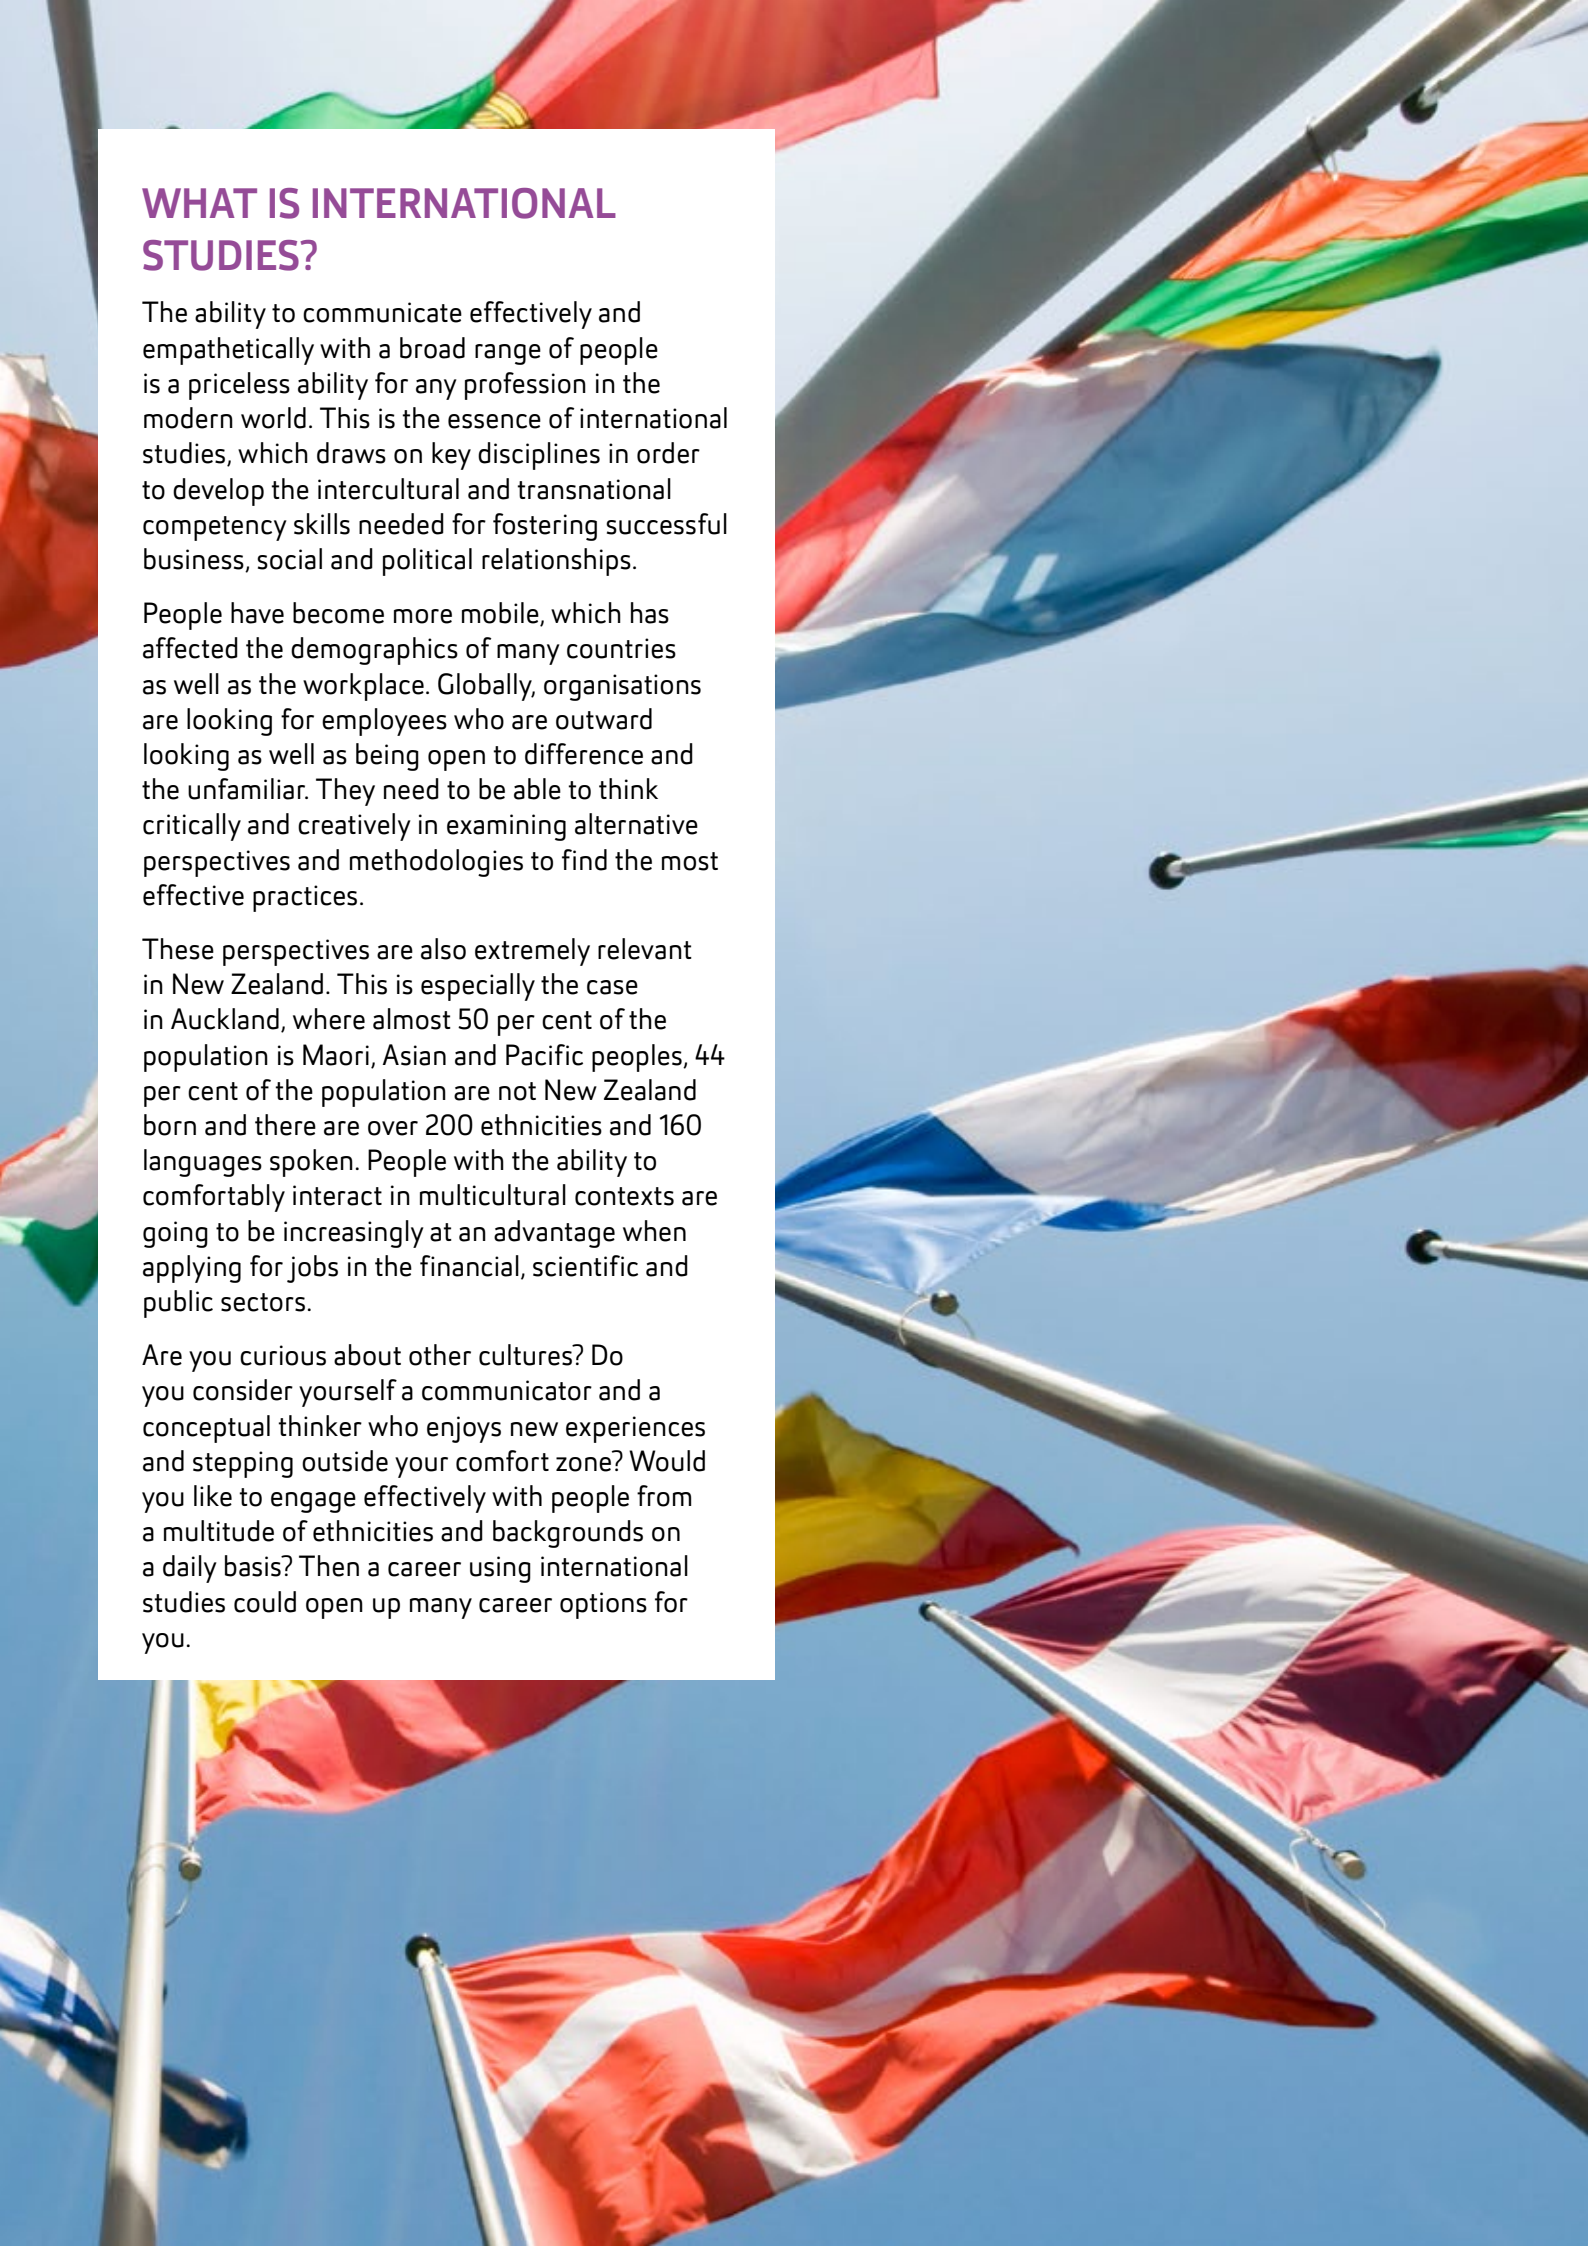 WHAT IS INTERNATIONAL
STUDIES?
The ability to communicate effectively and
empathetically with a broad range of people
is a priceless ability for any profession in the
modern world. This is the essence of international
studies, which draws on key disciplines in order
to develop the intercultural and transnational
competency skills needed for fostering successful
business, social and political relationships.
People have become more mobile, which has
affected the demographics of many countries
as well as the workplace. Globally, organisations
are looking for employees who are outward
looking as well as being open to difference and
the unfamiliar. They need to be able to think
critically and creatively in examining alternative
perspectives and methodologies to find the most
effective practices.
These perspectives are also extremely relevant
in New Zealand. This is especially the case
in Auckland, where almost 50 per cent of the
population is Maori, Asian and Pacific peoples, 44
per cent of the population are not New Zealand
born and there are over 200 ethnicities and 160
languages spoken. People with the ability to
comfortably interact in multicultural contexts are
going to be increasingly at an advantage when
applying for jobs in the financial, scientific and
public sectors.
Are you curious about other cultures? Do
you consider yourself a communicator and a
conceptual thinker who enjoys new experiences
and stepping outside your comfort zone? Would
you like to engage effectively with people from
a multitude of ethnicities and backgrounds on
a daily basis? Then a career using international
studies could open up many career options for
you.